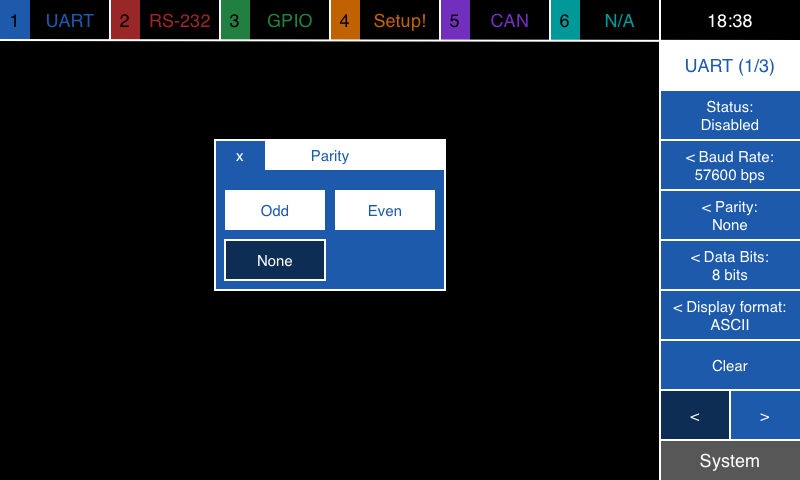 1 UART 2 RS-232 3 GPIO 4 Setup! 5 CAN 6 N/A 18:38
UART (1/3)
Status:
Disabled
< Baud Rate:
57600 bps
< Parity:
None
< Data Bits:
8 bits
< Display format:
ASCII
Clear
< >
System
x Parity
Odd Even
None